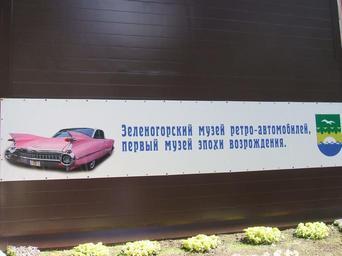 Зеленогорский музей ретро-автомобилей,
первый музей эпохи возрождения.